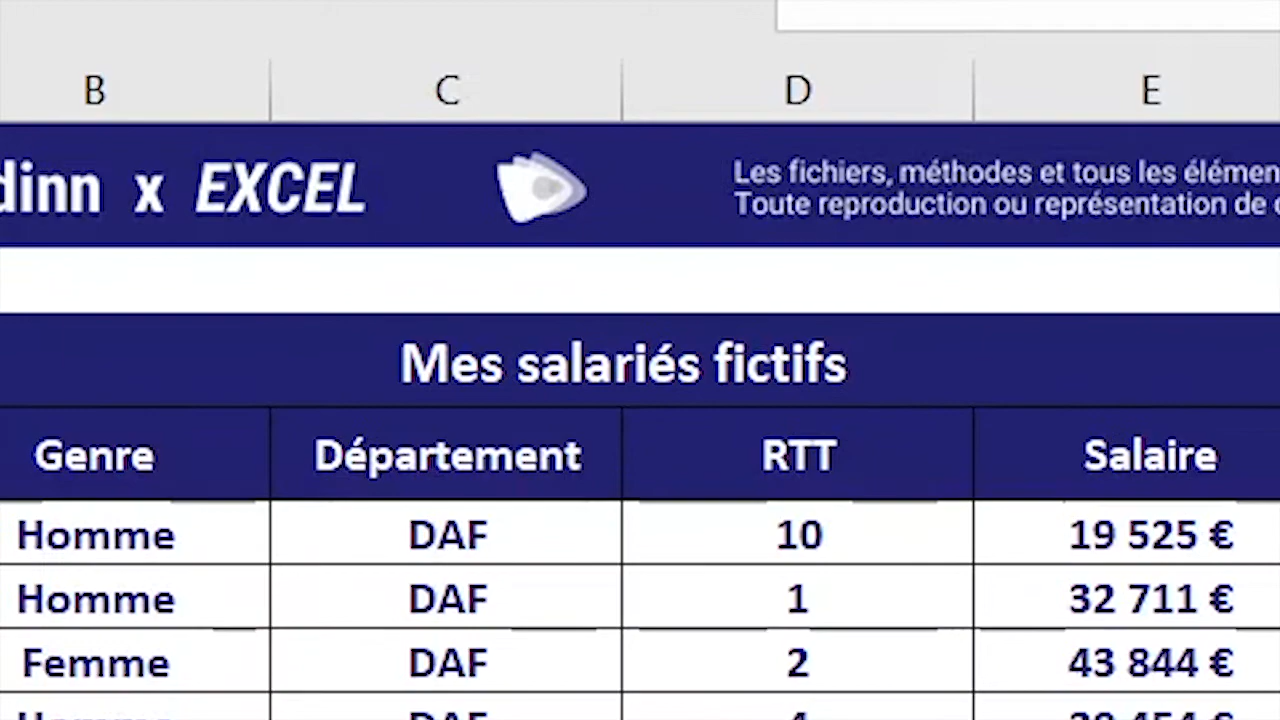 B C D E
dinn x EXCEL
Les fichiers, méthodes et tous les élémen
Toute reproduction ou représentation de
Mes salariés fictifs
Genre Département RTT Salaire
Homme DAF 10 19 525 €
Homme DAF 1 32 711 €
Femme DAF 2 43 844 €